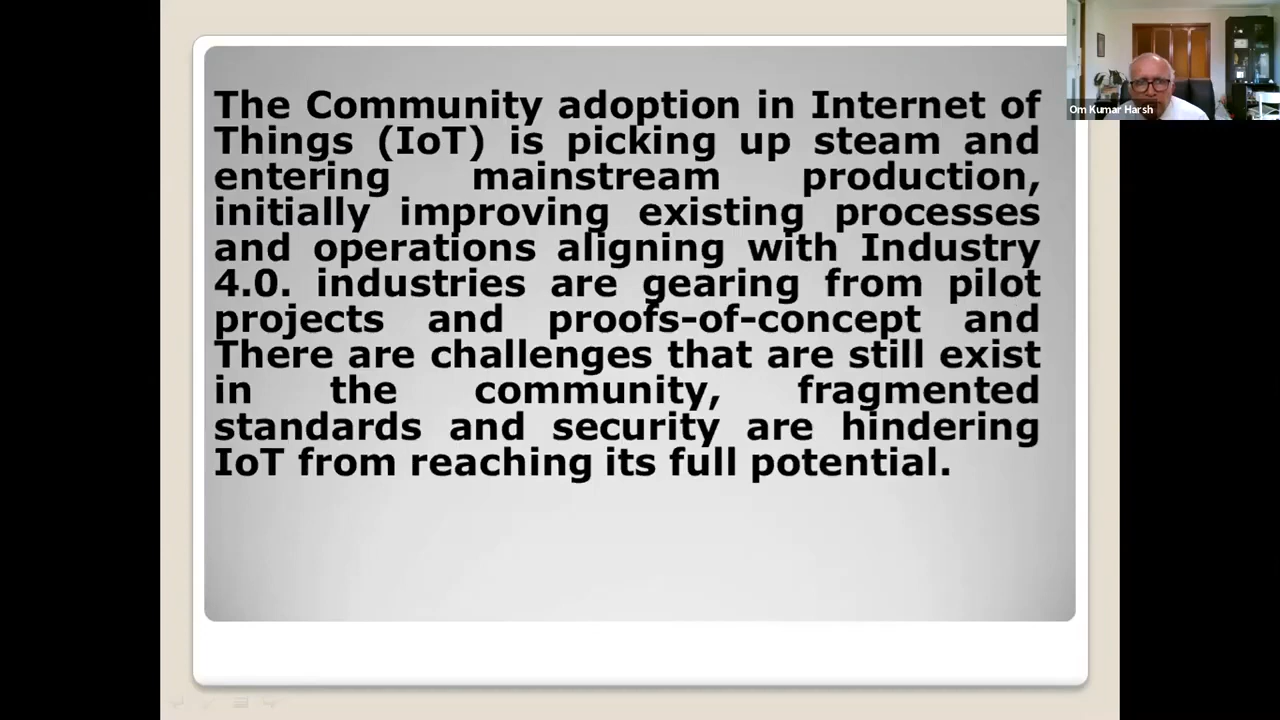 The Community adoption in Internet of
Things (IoT) is picking up steam and
entering mainstream production,
initially improving existing processes
and operations aligning with Industry
4.0. industries are gearing from pilot
projects and proofs-of-concept and
There are challenges that are still exist
in the community, fragmented
standards and security are hindering
IoT from reaching its full potential.
Om Kumar Harsh